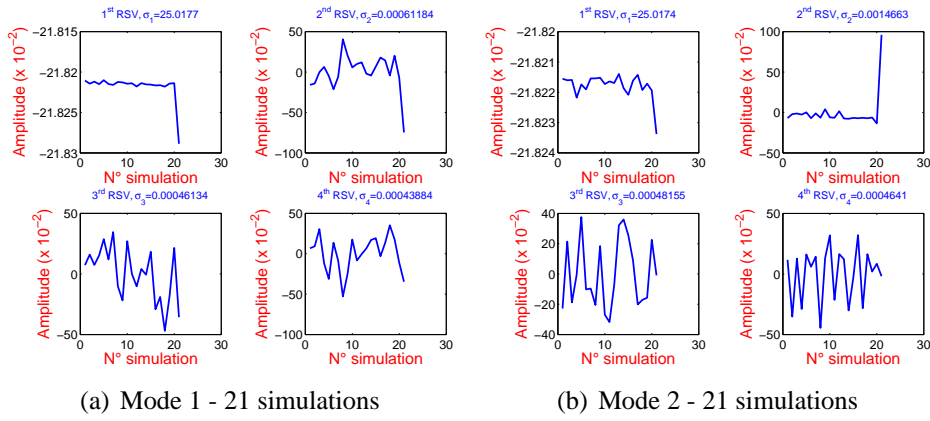 1st RSV, σ1=25.0177
−21.815
−21.82
−21.825
−21.83
0 10 20 30
Amplitude (x 10−2)
N° simulation
2nd RSV, σ2=0.00061184
50
0
−50
−100
0 10 20 30
Amplitude (x 10−2)
N° simulation
3rd RSV, σ3=0.00046134
50
0
−50
0 10 20 30
Amplitude (x 10−2)
N° simulation
4th RSV, σ4=0.00043884
50
0
−50
−100
0 10 20 30
Amplitude (x 10−2)
N° simulation
(a) Mode 1 - 21 simulations
1st RSV, σ1=25.0174
−21.82
−21.821
−21.822
−21.823
−21.824
0 10 20 30
Amplitude (x 10−2)
N° simulation
2nd RSV, σ2=0.0014663
100
50
0
−50
0 10 20 30
Amplitude (x 10−2)
N° simulation
3rd RSV, σ3=0.00048155
40
20
0
−20
−40
0 10 20 30
Amplitude (x 10−2)
N° simulation
4th RSV, σ4=0.0004641
50
0
−50
0 10 20 30
Amplitude (x 10−2)
N° simulation
(b) Mode 2 - 21 simulations